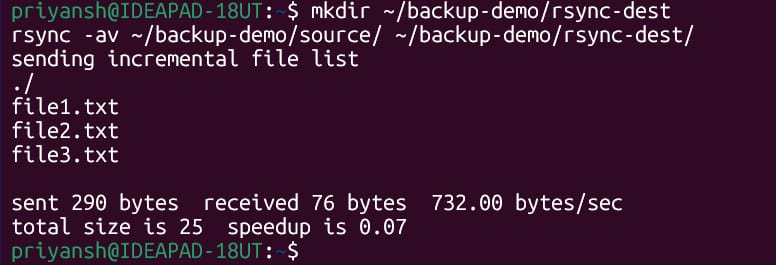 priyansh@IDEAPAD-18UT:~$ mkdir ~/backup-demo/rsync-dest
rsync -av ~/backup-demo/source/ ~/backup-demo/rsync-dest/
sending incremental file list
./
file1.txt
file2.txt
file3.txt
sent 290 bytes  received 76 bytes  732.00 bytes/sec
total size is 25  speedup is 0.07
priyansh@IDEAPAD-18UT:~$